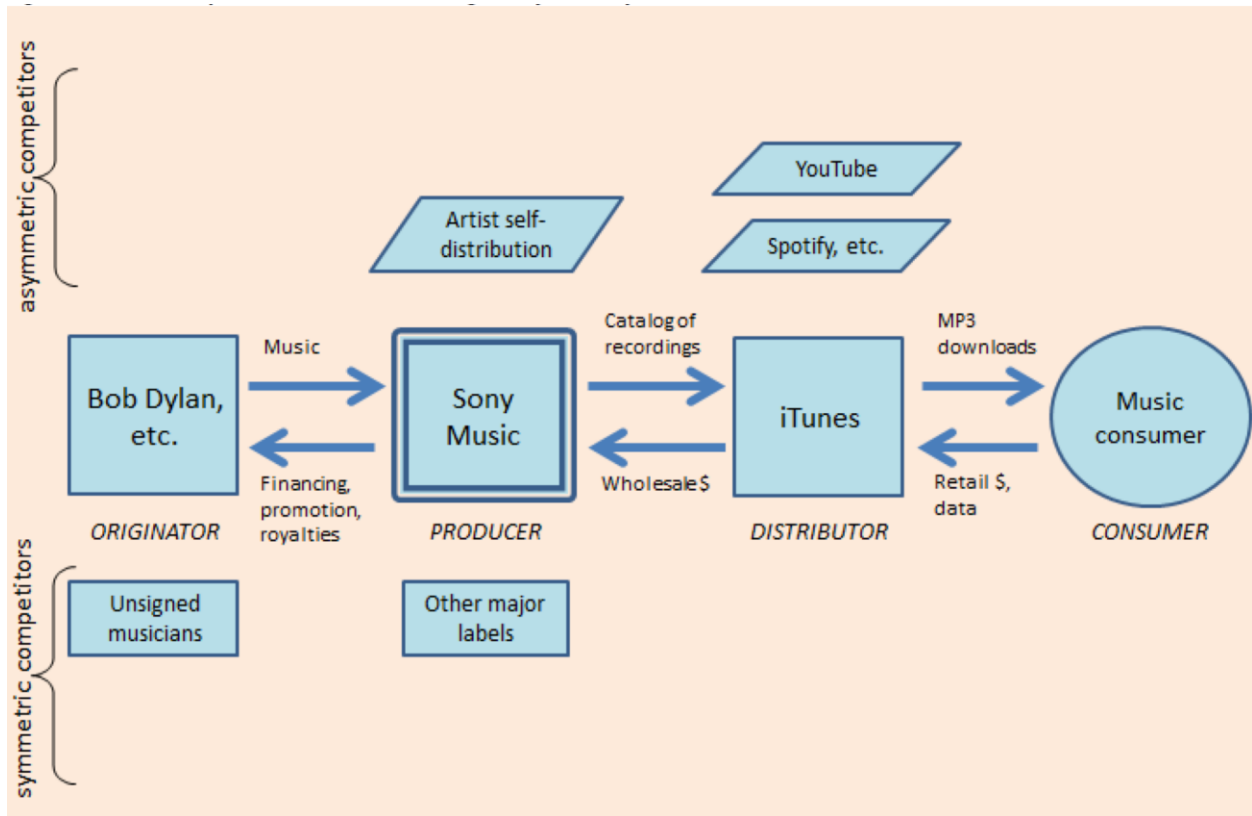 asymmetric competitors
YouTube
Artist self-
distribution
Spotify, etc.
Music
Catalog of
recordings
MP3
downloads
Bob Dylan,
etc.
Sony
Music
iTunes
Music
consumer
Financing,
promotion,
royalties
Wholesale $
Retail $,
data
ORIGINATOR
PRODUCER
DISTRIBUTOR
CONSUMER
symmetric competitors
Unsigned
musicians
Other major
labels